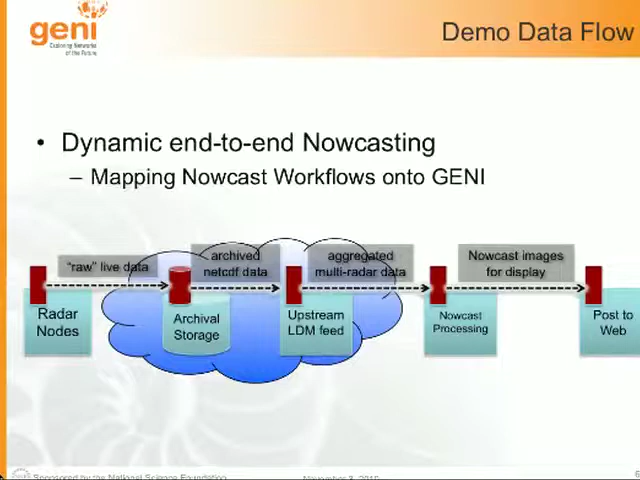 geni
Exploring Networks
of the Future
Demo Data Flow
• Dynamic end-to-end Nowcasting
– Mapping Nowcast Workflows onto GENI
"raw" live data
archived
netcdf data
aggregated
multi-radar data
Nowcast images
for display
Radar
Nodes
Archival
Storage
Upstream
LDM feed
Nowcast
Processing
Post to
Web
Sponsored by the National Science Foundation
6